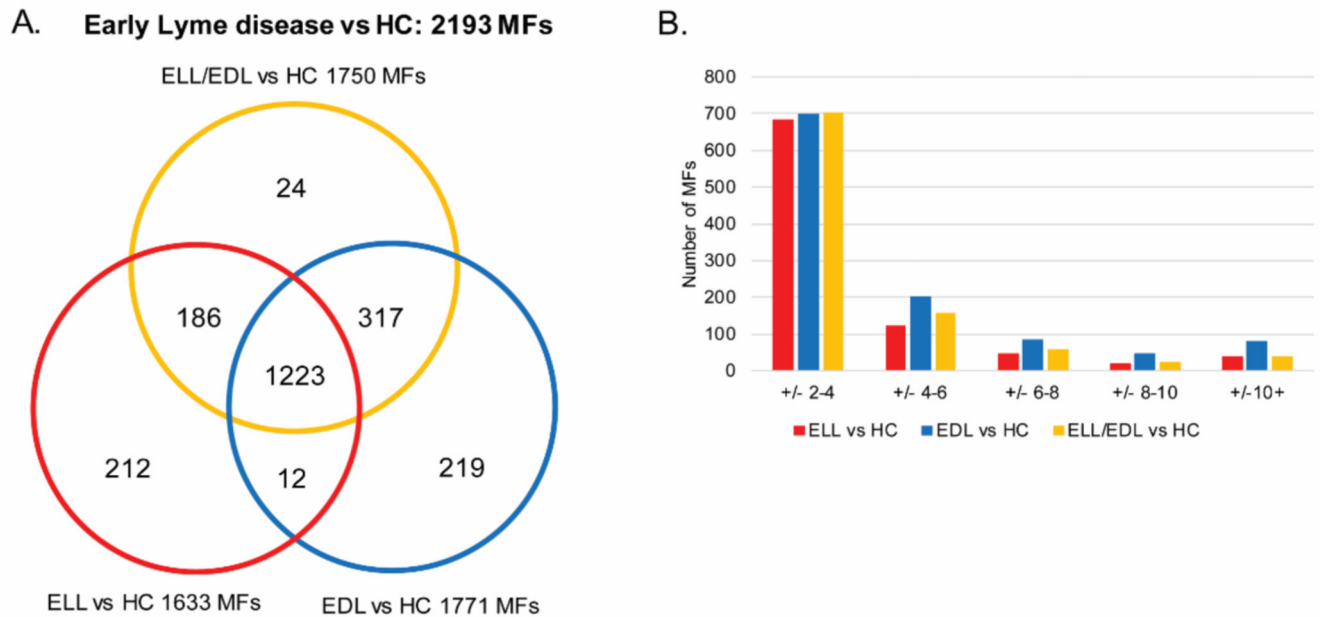 A. Early Lyme disease vs HC: 2193 MFs
ELL/EDL vs HC 1750 MFs
24
186
317
1223
212
12
219
ELL vs HC 1633 MFs
EDL vs HC 1771 MFs
B.
Number of MFs
800
700
600
500
400
300
200
100
0
+/- 2-4
+/- 4-6
+/- 6-8
+/- 8-10
+/-10+
ELL vs HC
EDL vs HC
ELL/EDL vs HC